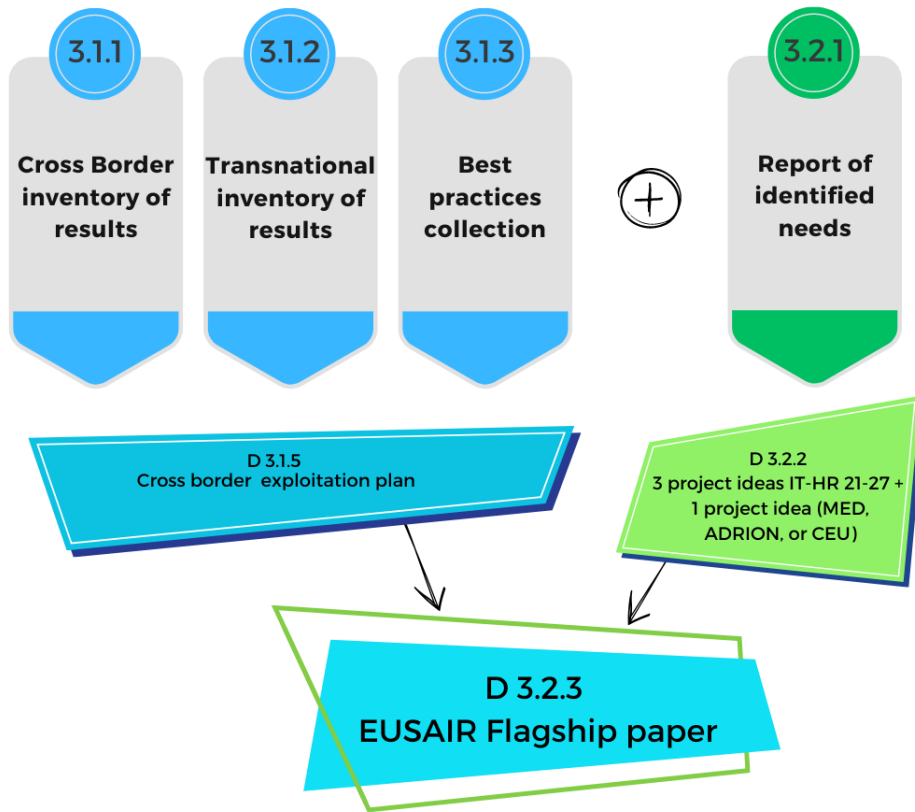 3.1.1
Cross Border
inventory of
results
3.1.2
Transnational
inventory of
results
3.1.3
Best
practices
collection
+
3.2.1
Report of
identified
needs
D 3.1.5
Cross border exploitation plan
D 3.2.2
3 project ideas IT-HR 21-27 +
1 project idea (MED,
ADRION, or CEU)
D 3.2.3
EUSAIR Flagship paper